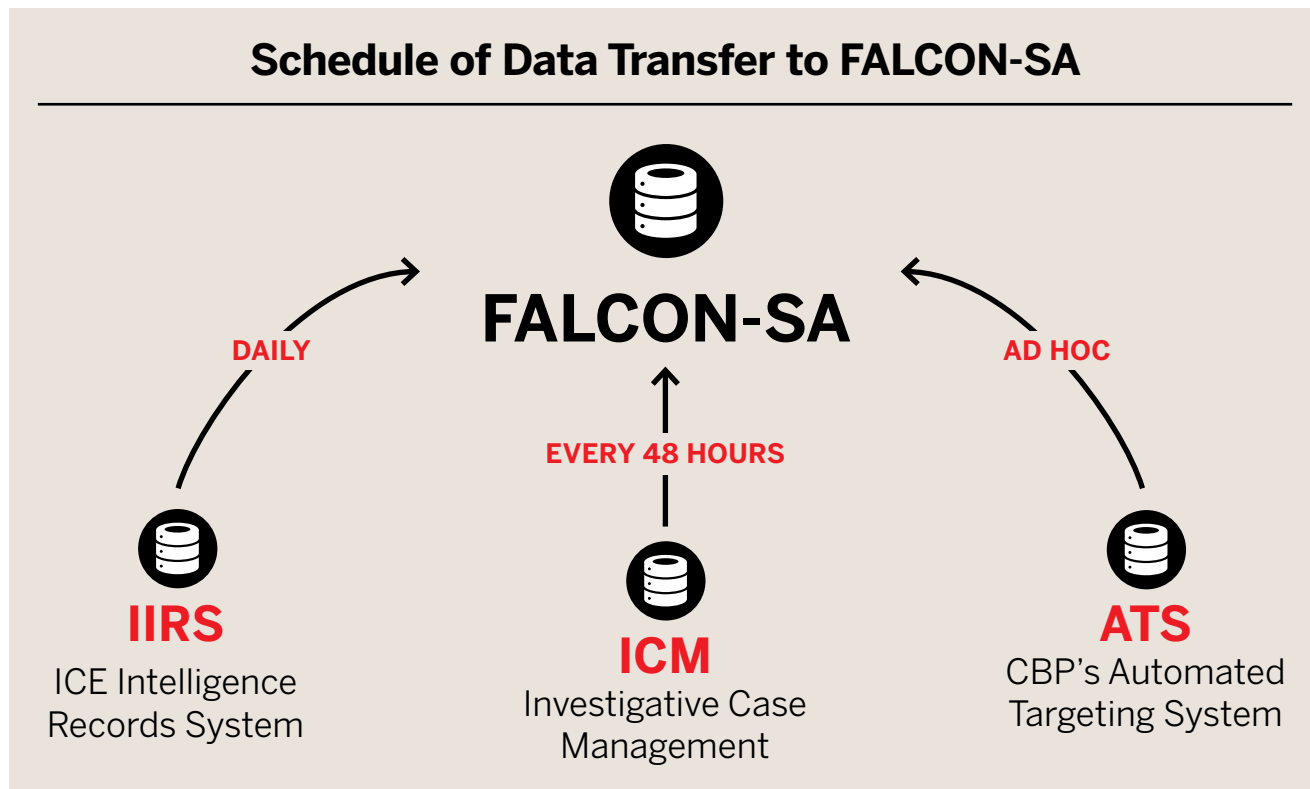 Schedule of Data Transfer to FALCON-SA
FALCON-SA
DAILY
AD HOC
EVERY 48 HOURS
IIRS
ICE Intelligence
Records System
ICM
Investigative Case
Management
ATS
CBP's Automated
Targeting System